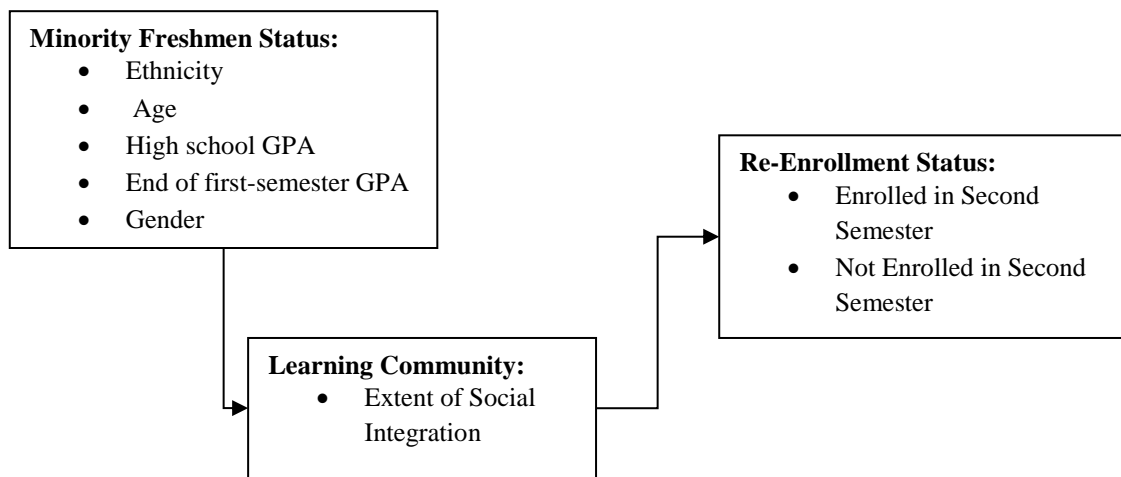 Minority Freshmen Status:
• Ethnicity
• Age
• High school GPA
• End of first-semester GPA
• Gender
Re-Enrollment Status:
• Enrolled in Second
Semester
• Not Enrolled in Second
Semester
Learning Community:
• Extent of Social
Integration